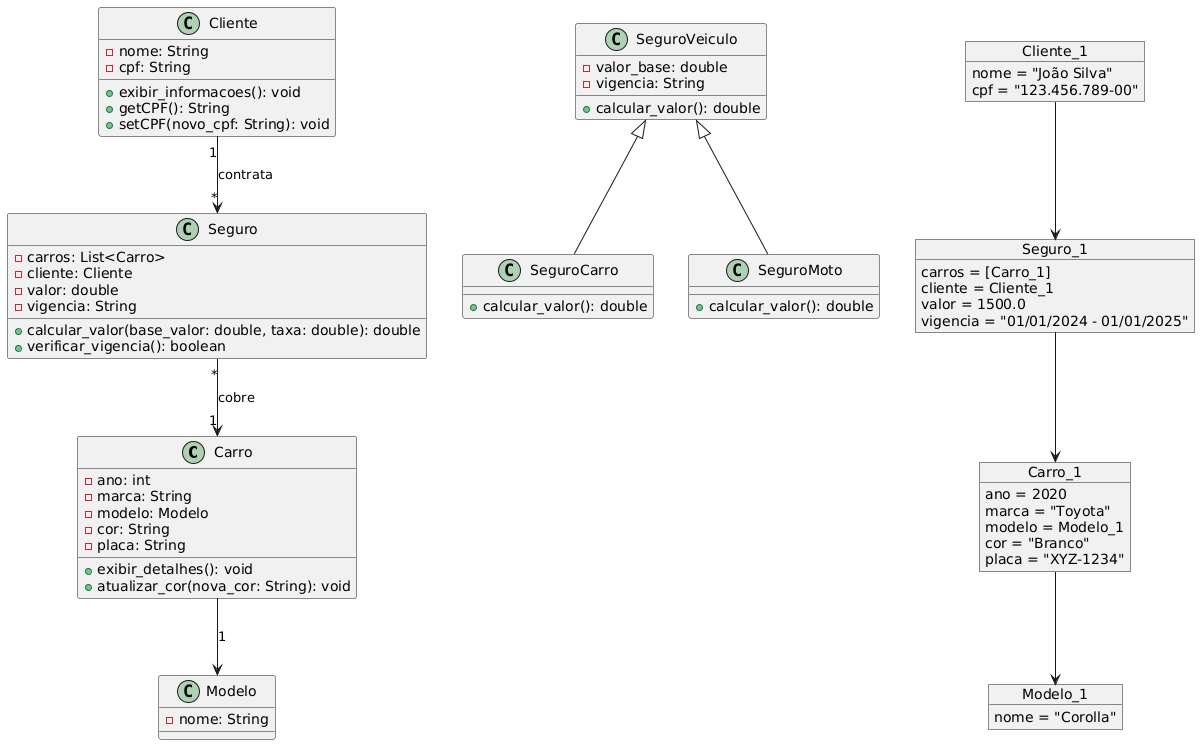 C Cliente
nome: String
cpf: String
exibir_informacoes(): void
getCPF(): String
setCPF(novo_cpf: String): void
1
contrata
*
C Seguro
carros: List<Carro>
cliente: Cliente
valor: double
vigencia: String
calcular_valor(base_valor: double, taxa: double): double
verificar_vigencia(): boolean
*
cobre
1
C Carro
ano: int
marca: String
modelo: Modelo
cor: String
placa: String
exibir_detalhes(): void
atualizar_cor(nova_cor: String): void
1
C Modelo
nome: String
C SeguroVeiculo
valor_base: double
vigencia: String
calcular_valor(): double
C SeguroCarro
calcular_valor(): double
C SeguroMoto
calcular_valor(): double
Cliente_1
nome = "João Silva"
cpf = "123.456.789-00"
Seguro_1
carros = [Carro_1]
cliente = Cliente_1
valor = 1500.0
vigencia = "01/01/2024 - 01/01/2025"
Carro_1
ano = 2020
marca = "Toyota"
modelo = Modelo_1
cor = "Branco"
placa = "XYZ-1234"
Modelo_1
nome = "Corolla"